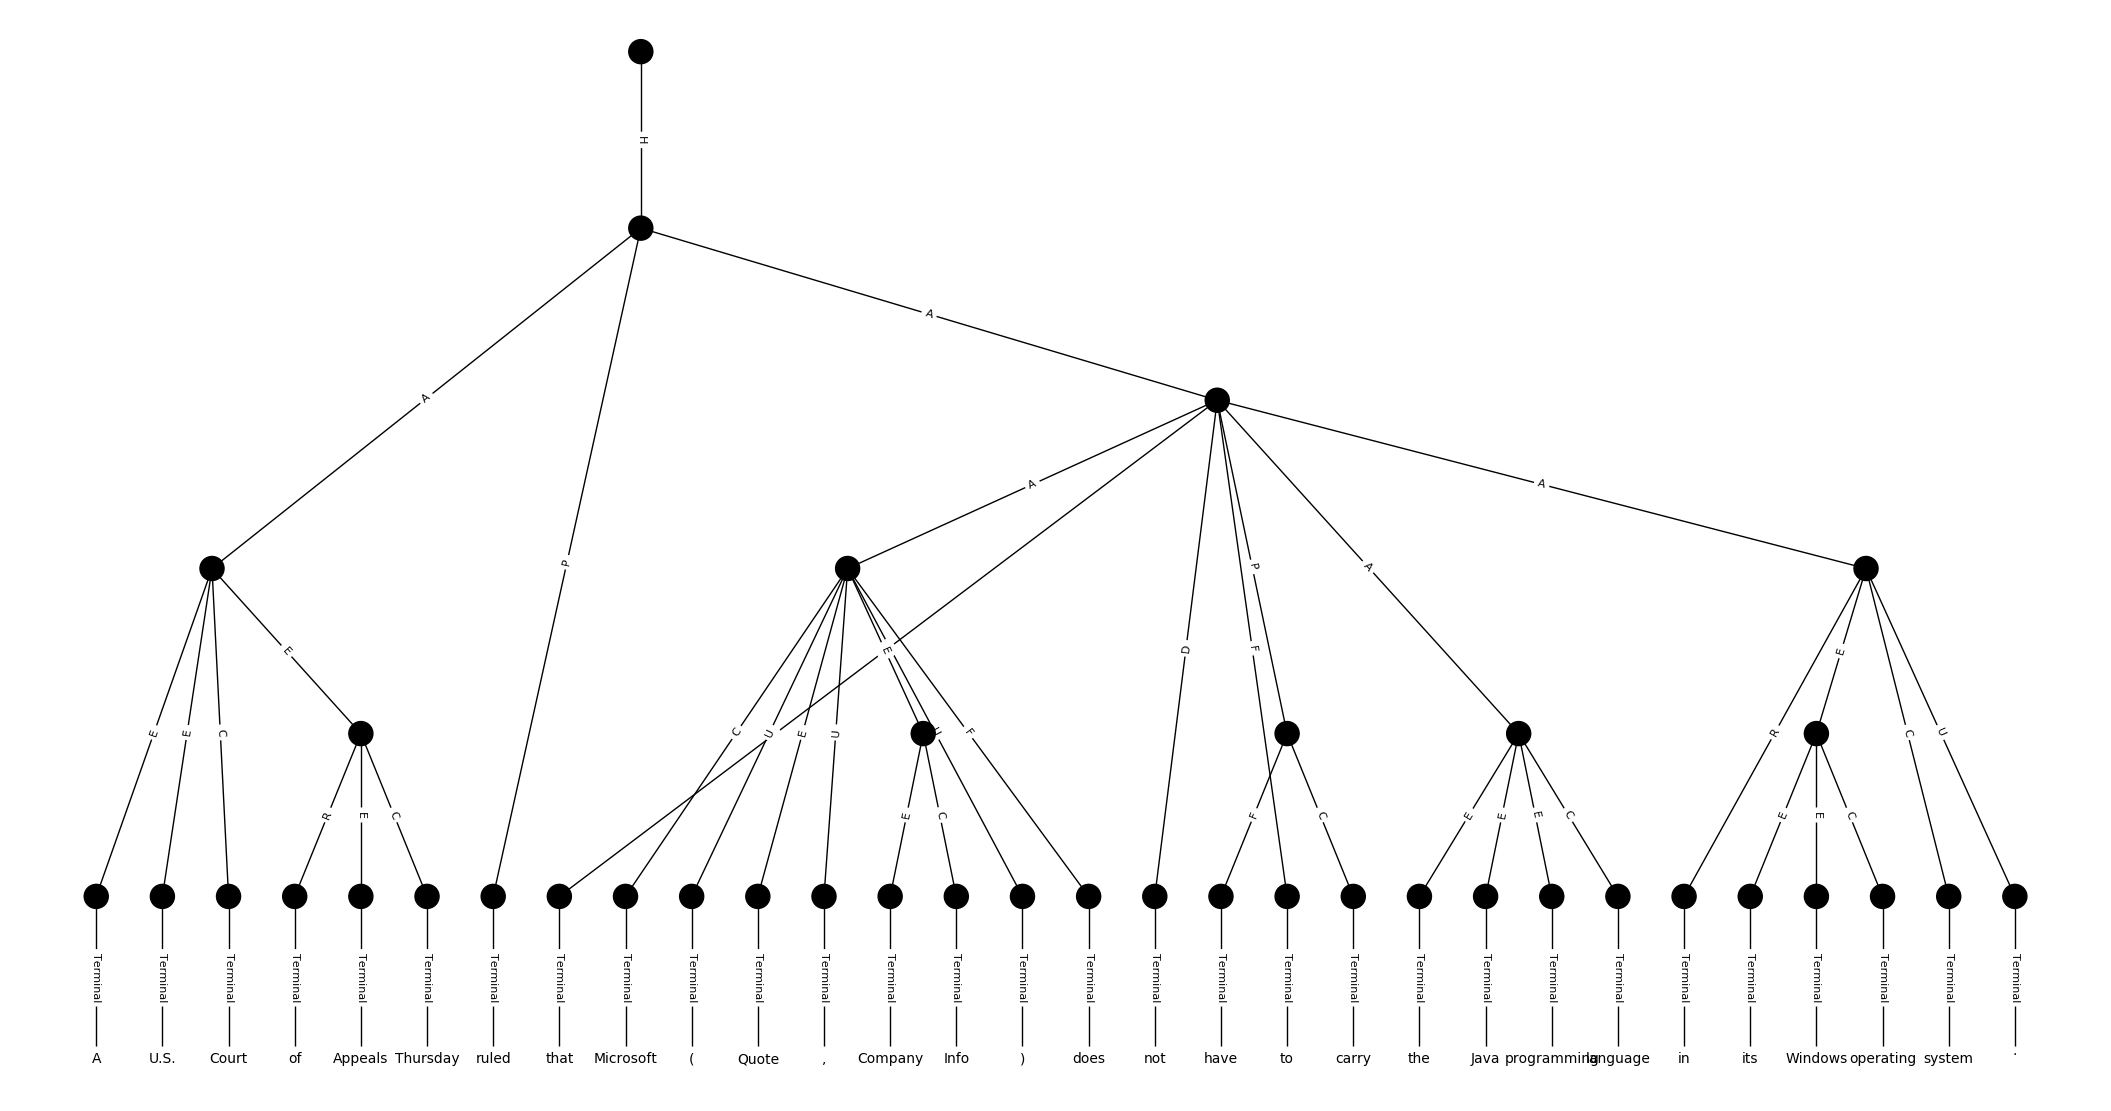 H
A
A
A
A
P
P
A
E
E
E
F
D
E
E
C
C
U
E
U
U
F
R
C
U
R
E
C
E
C
F
C
E
E
E
C
E
E
C
Terminal Terminal Terminal Terminal Terminal Terminal Terminal Terminal Terminal Terminal Terminal Terminal Terminal Terminal Terminal Terminal Terminal Terminal Terminal Terminal Terminal Terminal Terminal Terminal Terminal Terminal Terminal Terminal Terminal Terminal
A U.S. Court of Appeals Thursday ruled that Microsoft ( Quote , Company Info ) does not have to carry the Java programming language in its Windows operating system .